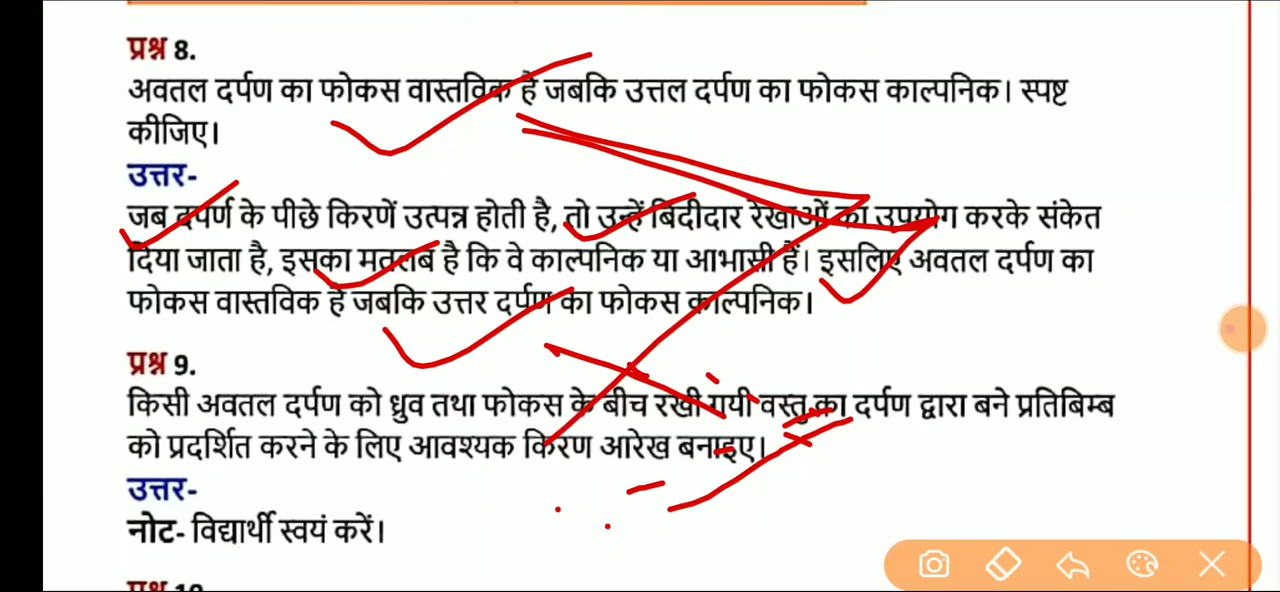 प्रश्न 8.
अवतल दर्पण का फोकस वास्तविक है जबकि उत्तल दर्पण का फोकस काल्पनिक। स्पष्ट
कीजिए।
उत्तर-
जब दर्पण के पीछे किरणें उत्पन्न होती है, तो उन्हें बिंदीदार रेखाओं का उपयोग करके संकेत
दिया जाता है, इसका मतलब है कि वे काल्पनिक या आभासी हैं। इसलिए अवतल दर्पण का
फोकस वास्तविक है जबकि उत्तर दर्पण का फोकस काल्पनिक।
प्रश्न 9.
किसी अवतल दर्पण को ध्रुव तथा फोकस के बीच रखी गयी वस्तु का दर्पण द्वारा बने प्रतिबिम्ब
को प्रदर्शित करने के लिए आवश्यक किरण आरेख बनाइए।
उत्तर-
नोट- विद्यार्थी स्वयं करें।